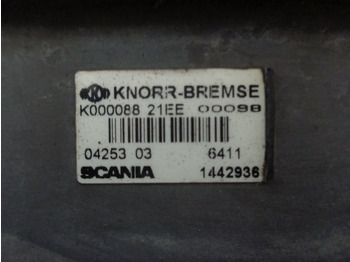 KNORR-BREMSE
K000088 21EE 00098
04253 03 6411
SCANIA 1442936